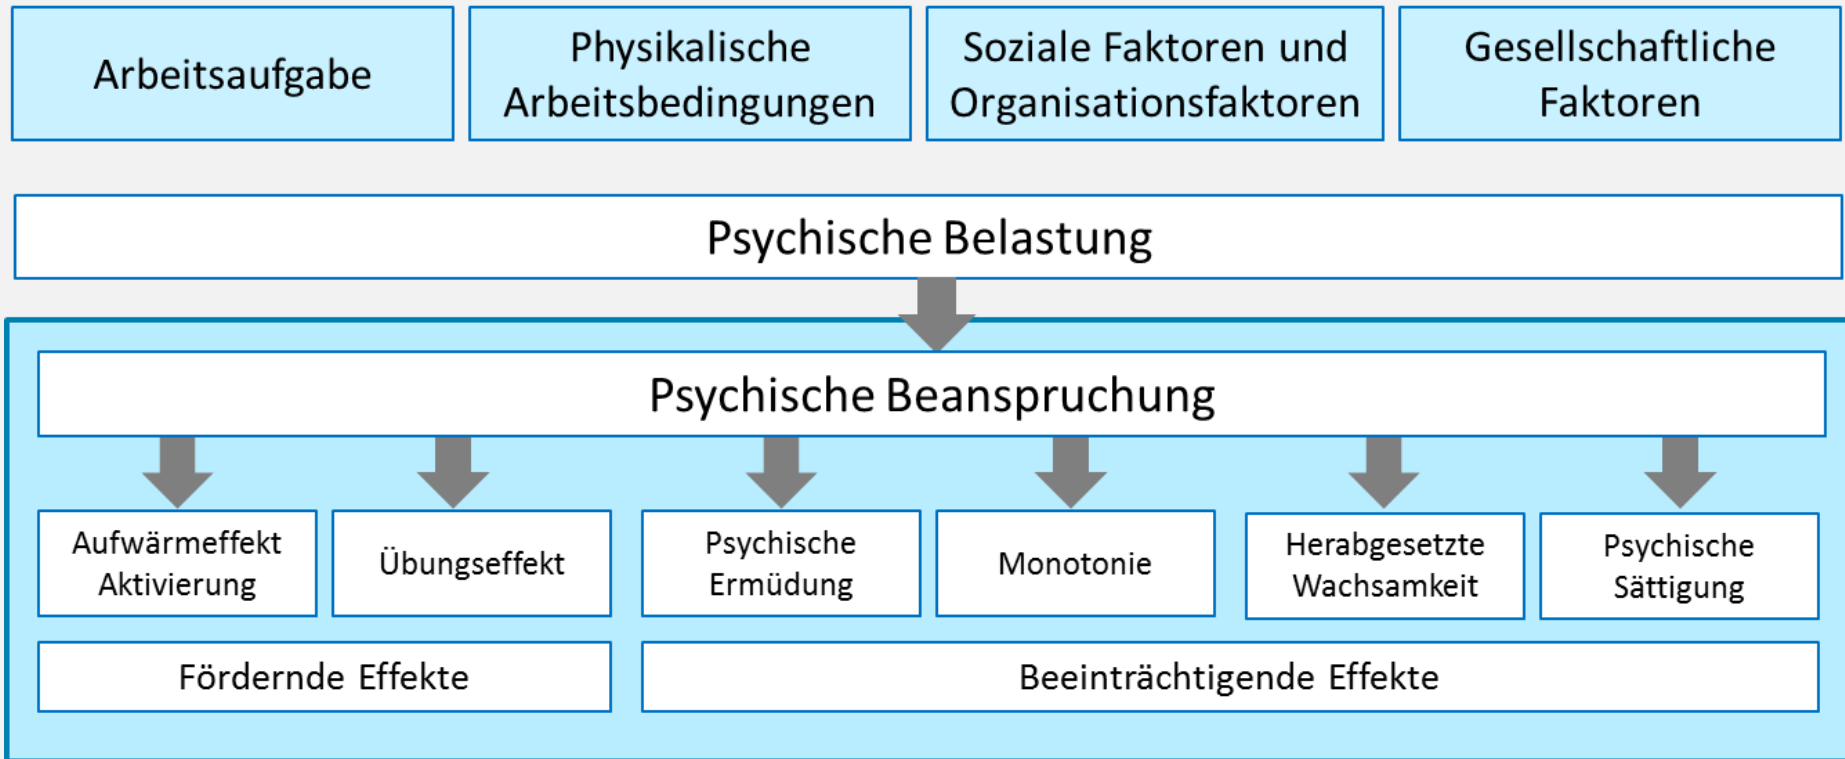 Arbeitsaufgabe
Physikalische
Arbeitsbedingungen
Soziale Faktoren und
Organisationsfaktoren
Gesellschaftliche
Faktoren
Psychische Belastung
Psychische Beanspruchung
Aufwärmeffekt
Aktivierung
Übungseffekt
Psychische
Ermüdung
Monotonie
Herabgesetzte
Wachsamkeit
Psychische
Sättigung
Fördernde Effekte
Beeinträchtigende Effekte